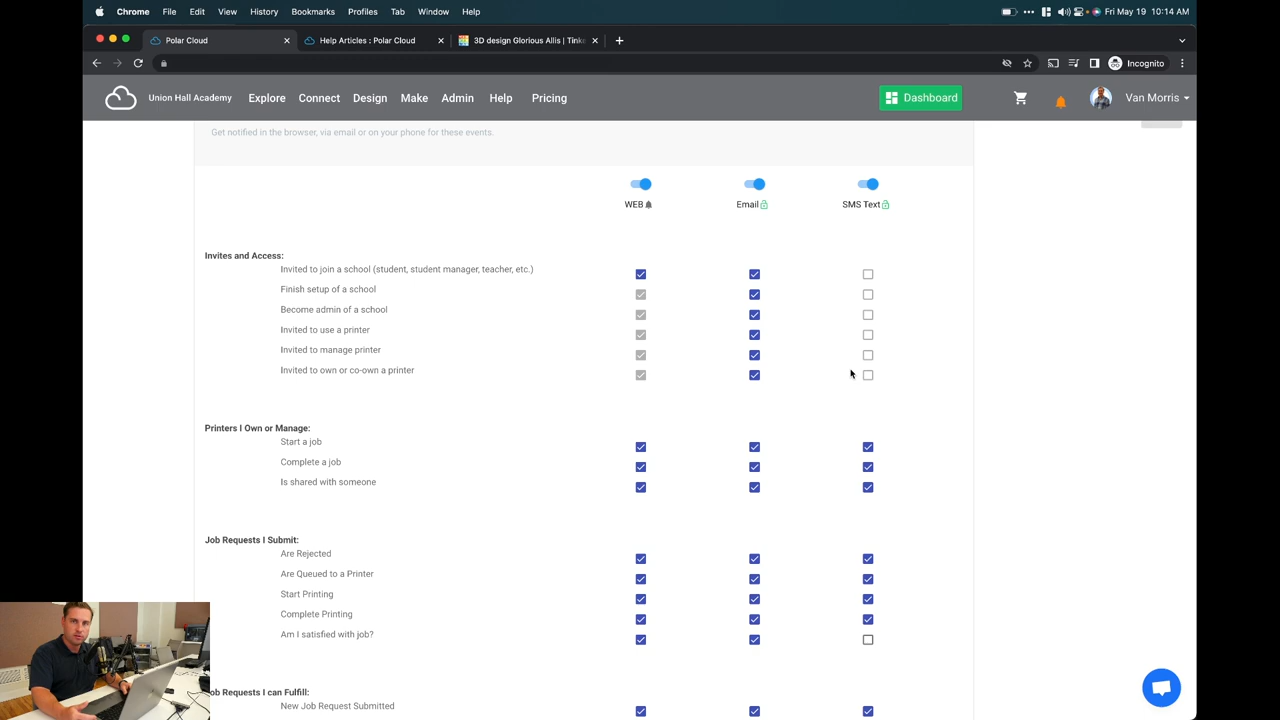 Chrome File Edit View History Bookmarks Profiles Tab Window Help Fri May 19 10:14 AM
Polar Cloud Help Articles : Polar Cloud 3D design Glorious Allis | Tinke
Incognito
Union Hall Academy Explore Connect Design Make Admin Help Pricing Dashboard Van Morris
Get notified in the browser, via email or on your phone for these events.
WEB Email SMS Text
Invites and Access:
Invited to join a school (student, student manager, teacher, etc.)
Finish setup of a school
Become admin of a school
Invited to use a printer
Invited to manage printer
Invited to own or co-own a printer
Printers I Own or Manage:
Start a job
Complete a job
Is shared with someone
Job Requests I Submit:
Are Rejected
Are Queued to a Printer
Start Printing
Complete Printing
Am I satisfied with job?
ob Requests I can Fulfill:
New Job Request Submitted